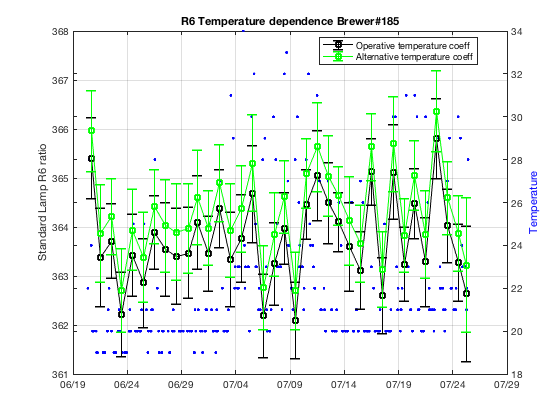 R6 Temperature dependence Brewer#185
Operative temperature coeff
Alternative temperature coeff
Standard Lamp R6 ratio
368
367
366
365
364
363
362
361
34
32
30
28
26
24
22
20
18
Temperature
06/19 06/24 06/29 07/04 07/09 07/14 07/19 07/24 07/29